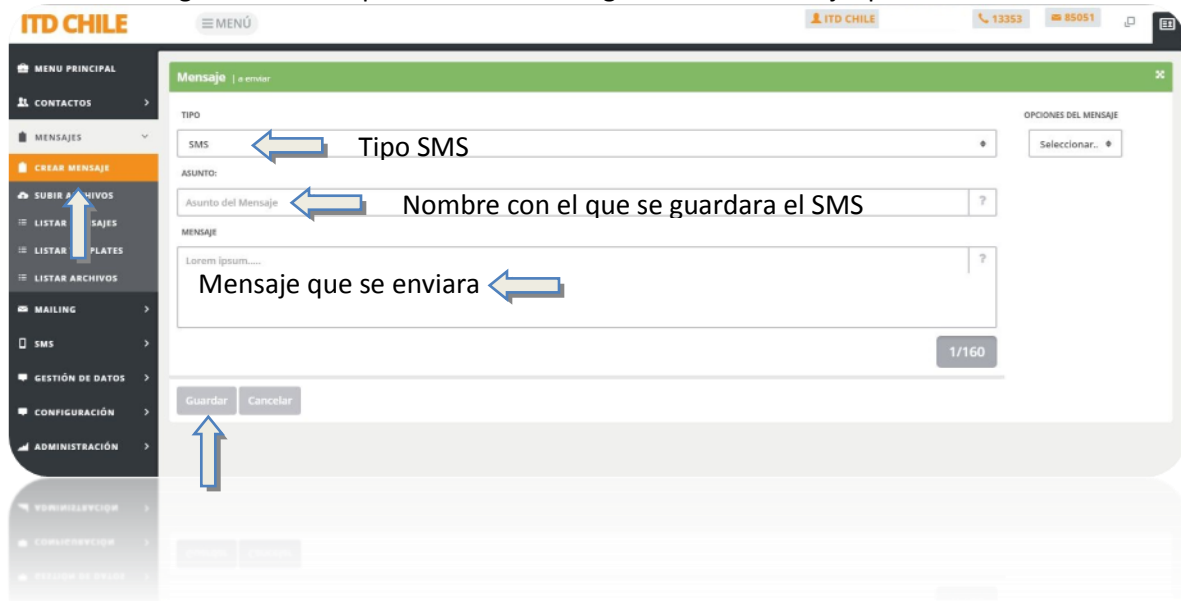 ITD CHILE
MENÚ
ITD CHILE
13353
85051
MENU PRINCIPAL
CONTACTOS
MENSAJES
CREAR MENSAJE
SUBIR A HIVOS
LISTAR SAJES
LISTAR PLATES
LISTAR ARCHIVOS
MAILING
SMS
GESTIÓN DE DATOS
CONFIGURACIÓN
ADMINISTRACIÓN
Mensaje | a enviar
TIPO
SMS
Tipo SMS
OPCIONES DEL MENSAJE
Seleccionar..
ASUNTO:
Asunto del Mensaje
Nombre con el que se guardara el SMS
?
MENSAJE
Lorem ipsum.....
?
Mensaje que se enviara
1/160
Guardar
Cancelar